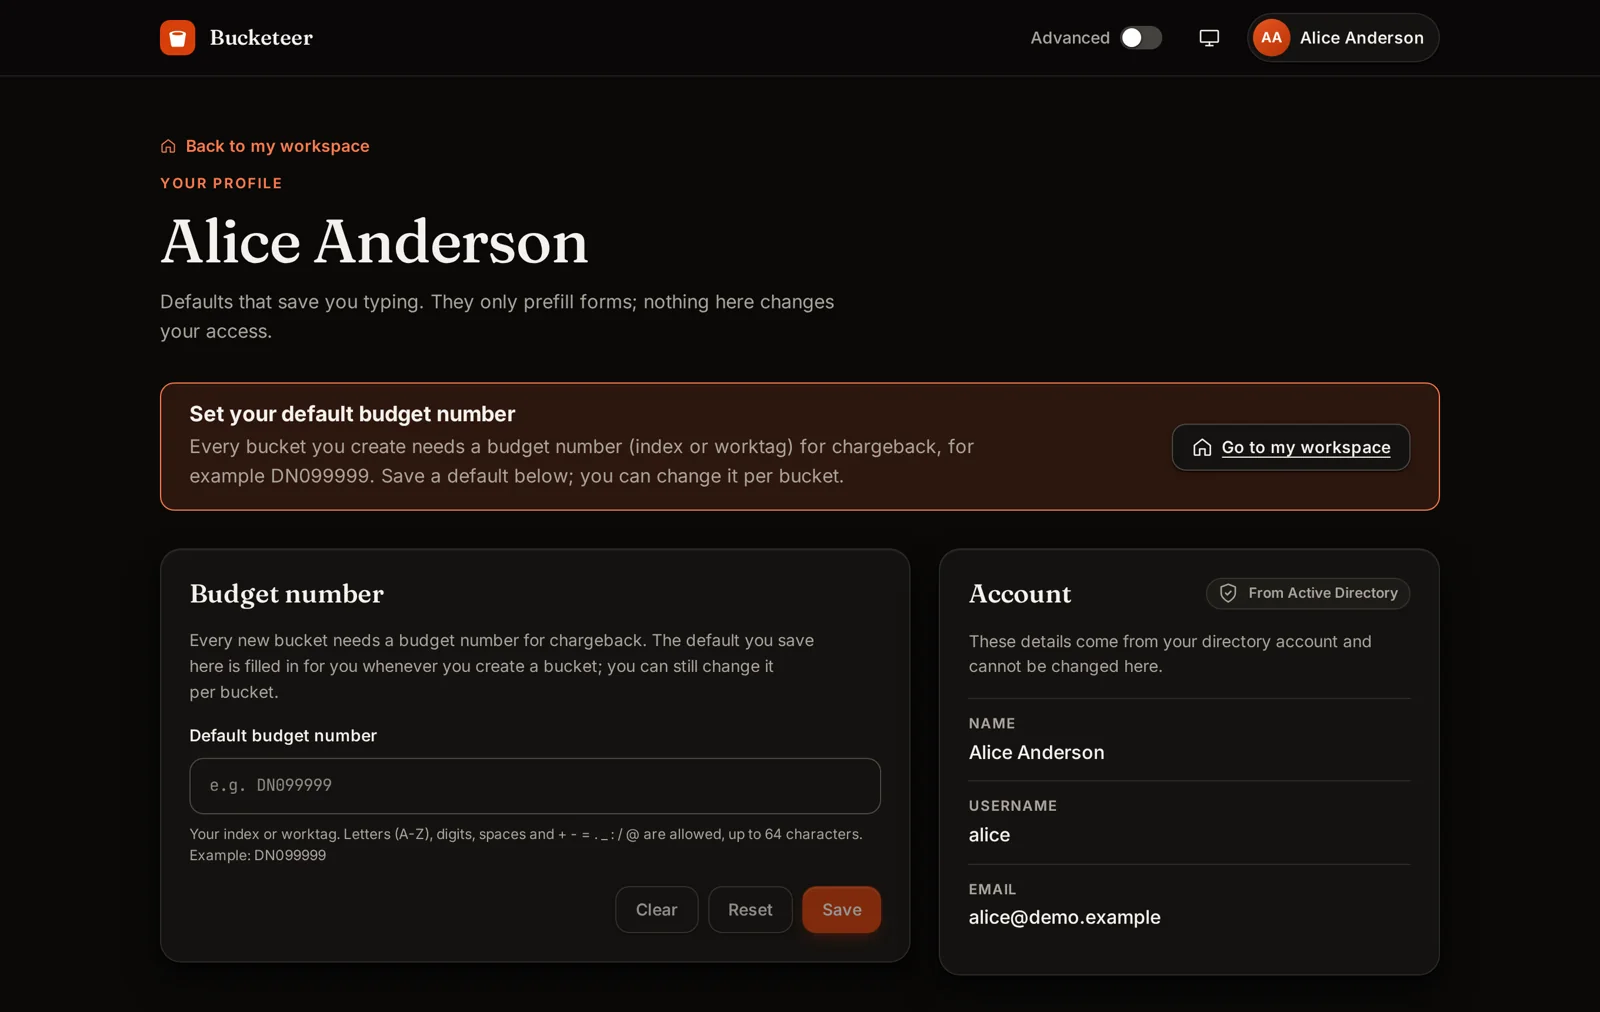 Bucketeer
Advanced
AA
Alice Anderson
Back to my workspace
YOUR PROFILE
Alice Anderson
Defaults that save you typing. They only prefill forms; nothing here changes
your access.
Set your default budget number
Every bucket you create needs a budget number (index or worktag) for chargeback, for
example DN099999. Save a default below; you can change it per bucket.
Go to my workspace
Budget number
Every new bucket needs a budget number for chargeback. The default you save
here is filled in for you whenever you create a bucket; you can still change it
per bucket.
Default budget number
e.g. DN099999
Your index or worktag. Letters (A-Z), digits, spaces and + - = . _ : / @ are allowed, up to 64 characters.
Example: DN099999
Clear
Reset
Save
Account
From Active Directory
These details come from your directory account and
cannot be changed here.
NAME
Alice Anderson
USERNAME
alice
EMAIL
alice@demo.example